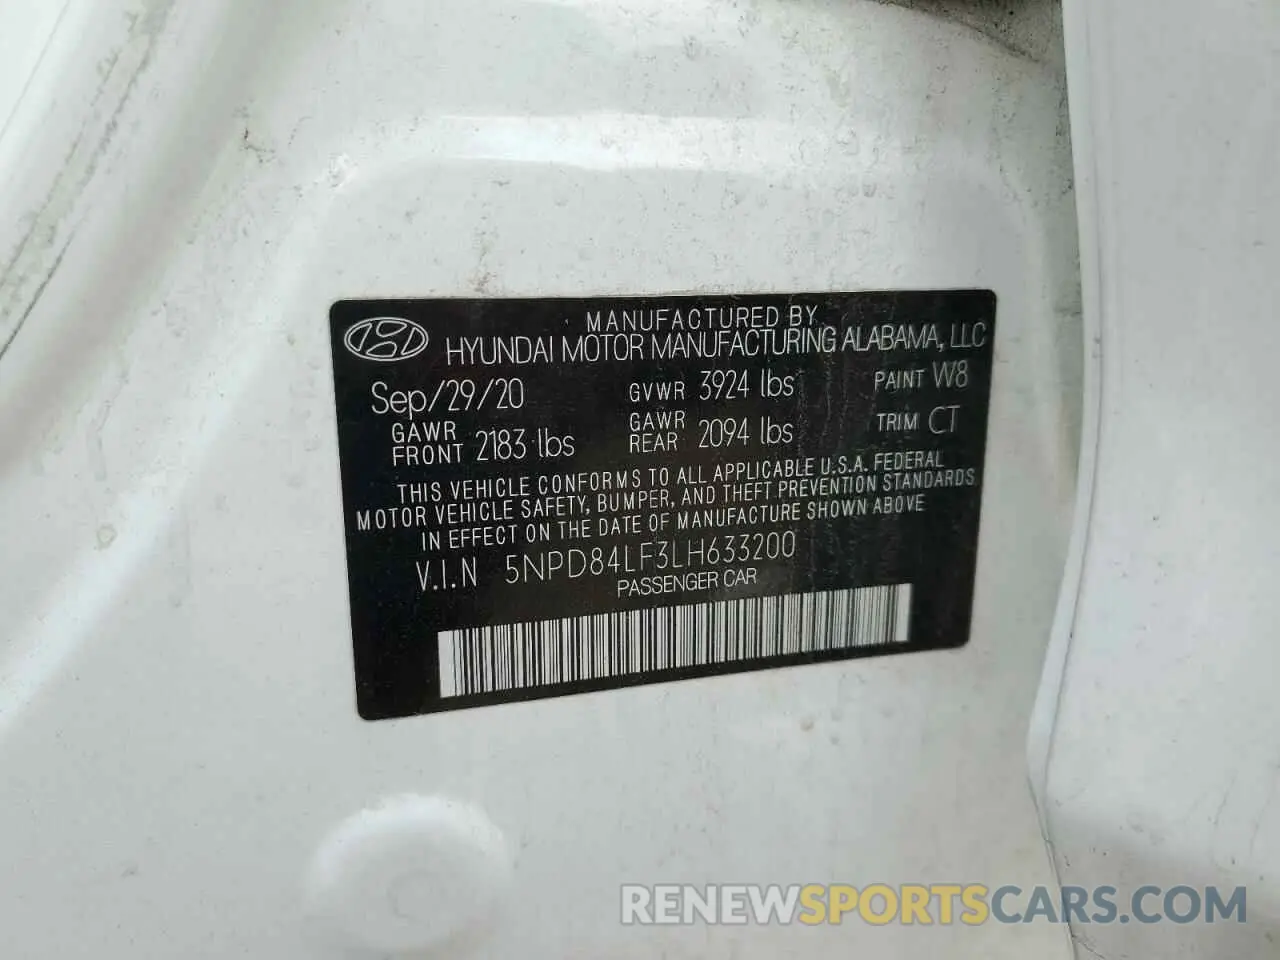 MANUFACTURED BY
HYUNDAI MOTOR MANUFACTURING ALABAMA, LLC
Sep/29/20 GVWR 3924 lbs PAINT W8
GAWR FRONT 2183 lbs GAWR REAR 2094 lbs TRIM CT
THIS VEHICLE CONFORMS TO ALL APPLICABLE U.S.A. FEDERAL
MOTOR VEHICLE SAFETY, BUMPER, AND THEFT PREVENTION STANDARDS
IN EFFECT ON THE DATE OF MANUFACTURE SHOWN ABOVE
V.I.N 5NPD84LF3LH633200
PASSENGER CAR
RENEWSPORTSCARS.COM